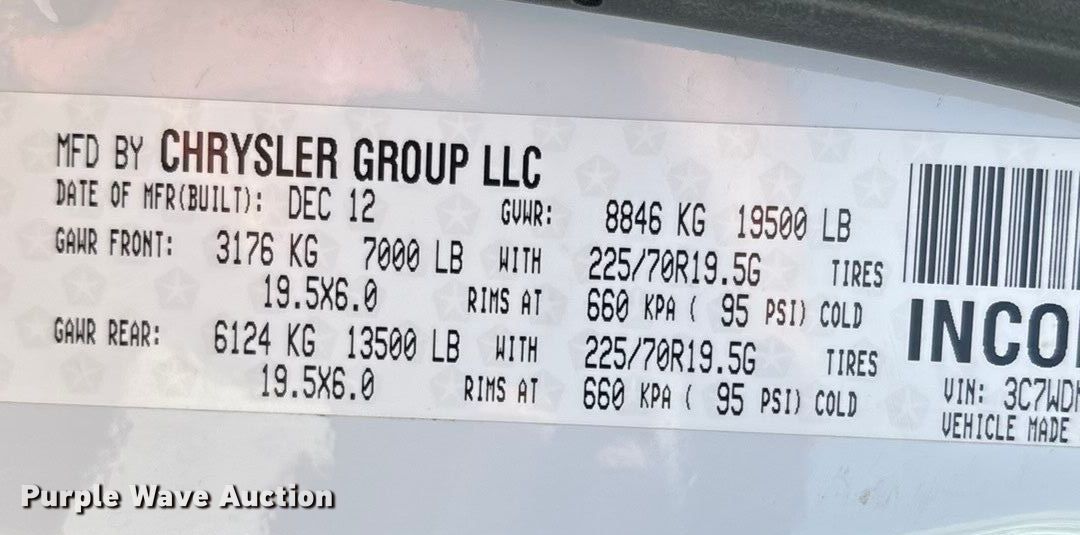 MFD BY CHRYSLER GROUP LLC
DATE OF MFR(BUILT): DEC 12 GVWR: 8846 KG 19500 LB
GAWR FRONT: 3176 KG 7000 LB WITH 225/70R19.5G TIRES
19.5X6.0 RIMS AT 660 KPA ( 95 PSI) COLD
GAWR REAR: 6124 KG 13500 LB WITH 225/70R19.5G TIRES
19.5X6.0 RIMS AT 660 KPA ( 95 PSI) COLD
VIN:
VEHICLE MADE
Purple Wave Auction